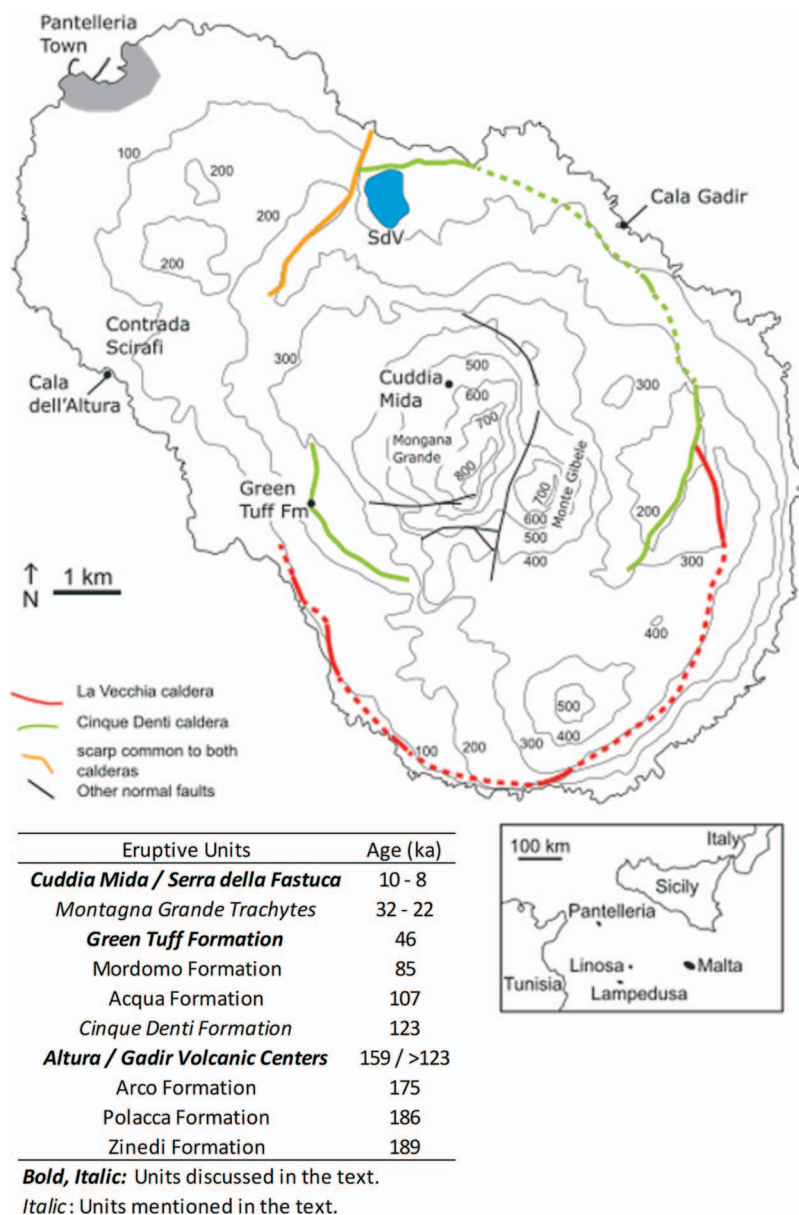 Pantelleria
Town
100
200
200
200
SdV
Cala Gadir
Contrada
Scirafi
Cala
dell'Altura
300
500
Cuddia
Mida
600
700
Mongana
Grande
800
300
Green
Tuff Fm
700
600
500
400
Monte Gibele
200
300
400
↑
N
1 km
500
400
300
200
100
La Vecchia caldera
Cinque Denti caldera
scarp common to both
calderas
Other normal faults
Eruptive Units Age (ka)
Cuddia Mida / Serra della Fastuca 10 - 8
Montagna Grande Trachytes 32 - 22
Green Tuff Formation 46
Mordomo Formation 85
Acqua Formation 107
Cinque Denti Formation 123
Altura / Gadir Volcanic Centers 159 / >123
Arco Formation 175
Polacca Formation 186
Zinedi Formation 189
Bold, Italic: Units discussed in the text.
Italic: Units mentioned in the text.
100 km
Italy
Sicily
Pantelleria
Tunisia
Linosa
Malta
Lampedusa